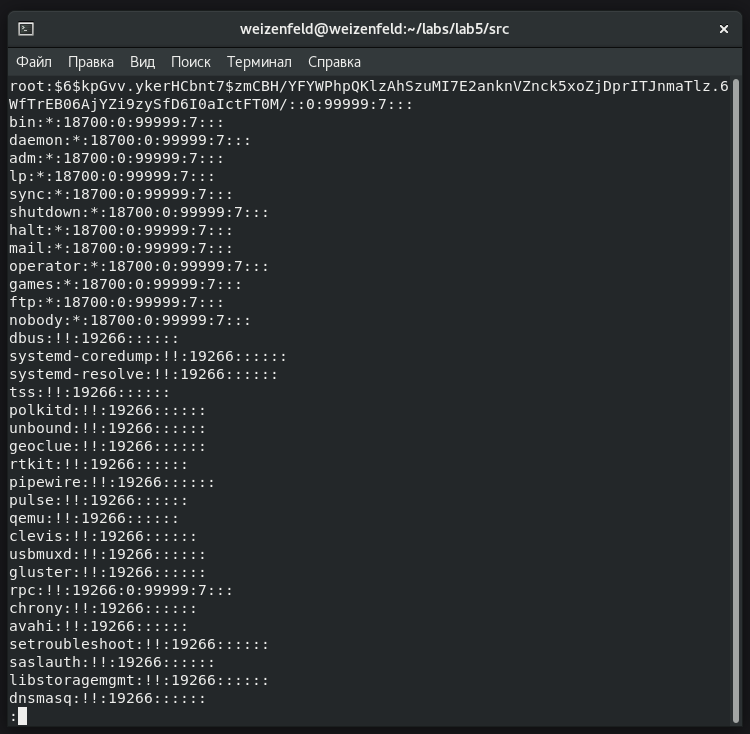 weizenfeld@weizenfeld:~/labs/lab5/src
Файл Правка Вид Поиск Терминал Справка
root:$6$kpGvv.ykerHCbnt7$zmCBH/YFYWPhpQKlzAhSzuMI7E2anknVZnck5xoZjDprITJnmaTlz.6
WfTrEB06AjYZi9zySfD6I0aIctFT0M/::0:99999:7:::
bin:*:18700:0:99999:7:::
daemon:*:18700:0:99999:7:::
adm:*:18700:0:99999:7:::
lp:*:18700:0:99999:7:::
sync:*:18700:0:99999:7:::
shutdown:*:18700:0:99999:7:::
halt:*:18700:0:99999:7:::
mail:*:18700:0:99999:7:::
operator:*:18700:0:99999:7:::
games:*:18700:0:99999:7:::
ftp:*:18700:0:99999:7:::
nobody:*:18700:0:99999:7:::
dbus:!!:19266::::::
systemd-coredump:!!:19266::::::
systemd-resolve:!!:19266::::::
tss:!!:19266::::::
polkitd:!!:19266::::::
unbound:!!:19266::::::
geoclue:!!:19266::::::
rtkit:!!:19266::::::
pipewire:!!:19266::::::
pulse:!!:19266::::::
qemu:!!:19266::::::
clevis:!!:19266::::::
usbmuxd:!!:19266::::::
gluster:!!:19266::::::
rpc:!!:19266:0:99999:7:::
chrony:!!:19266::::::
avahi:!!:19266::::::
setroubleshoot:!!:19266::::::
saslauth:!!:19266::::::
libstoragemgmt:!!:19266::::::
dnsmasq:!!:19266::::::
: